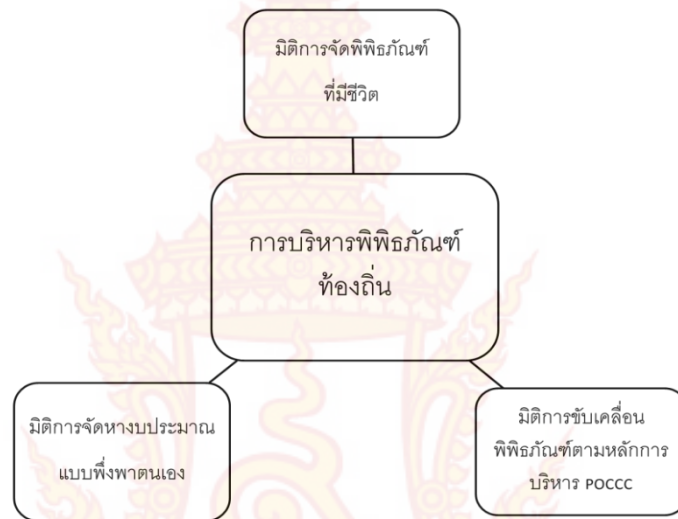 มิติการจัดพิพิธภัณฑ์
ที่มีชีวิต
การบริหารพิพิธภัณฑ์
ท้องถิ่น
มิติการจัดหางบประมาณ
แบบพึ่งพาตนเอง
มิติการขับเคลื่อน
พิพิธภัณฑ์ตามหลักการ
บริหาร POCCC